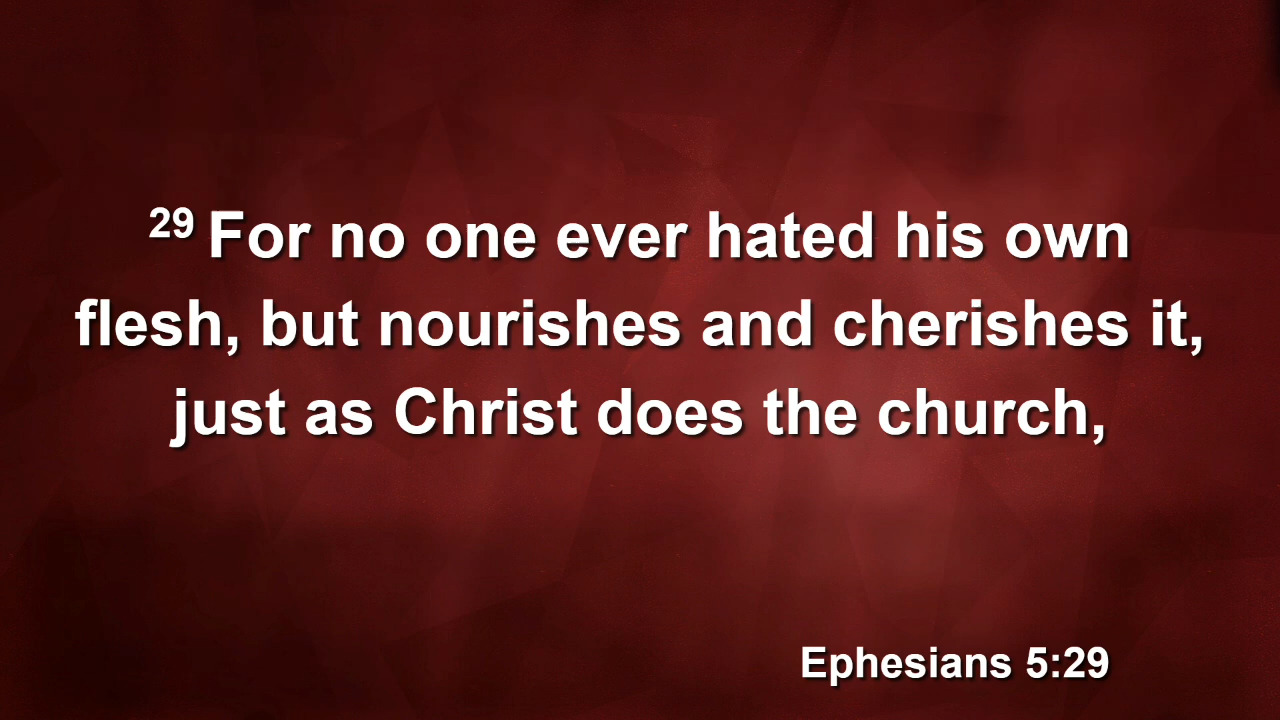 29 For no one ever hated his own
flesh, but nourishes and cherishes it,
just as Christ does the church,
Ephesians 5:29